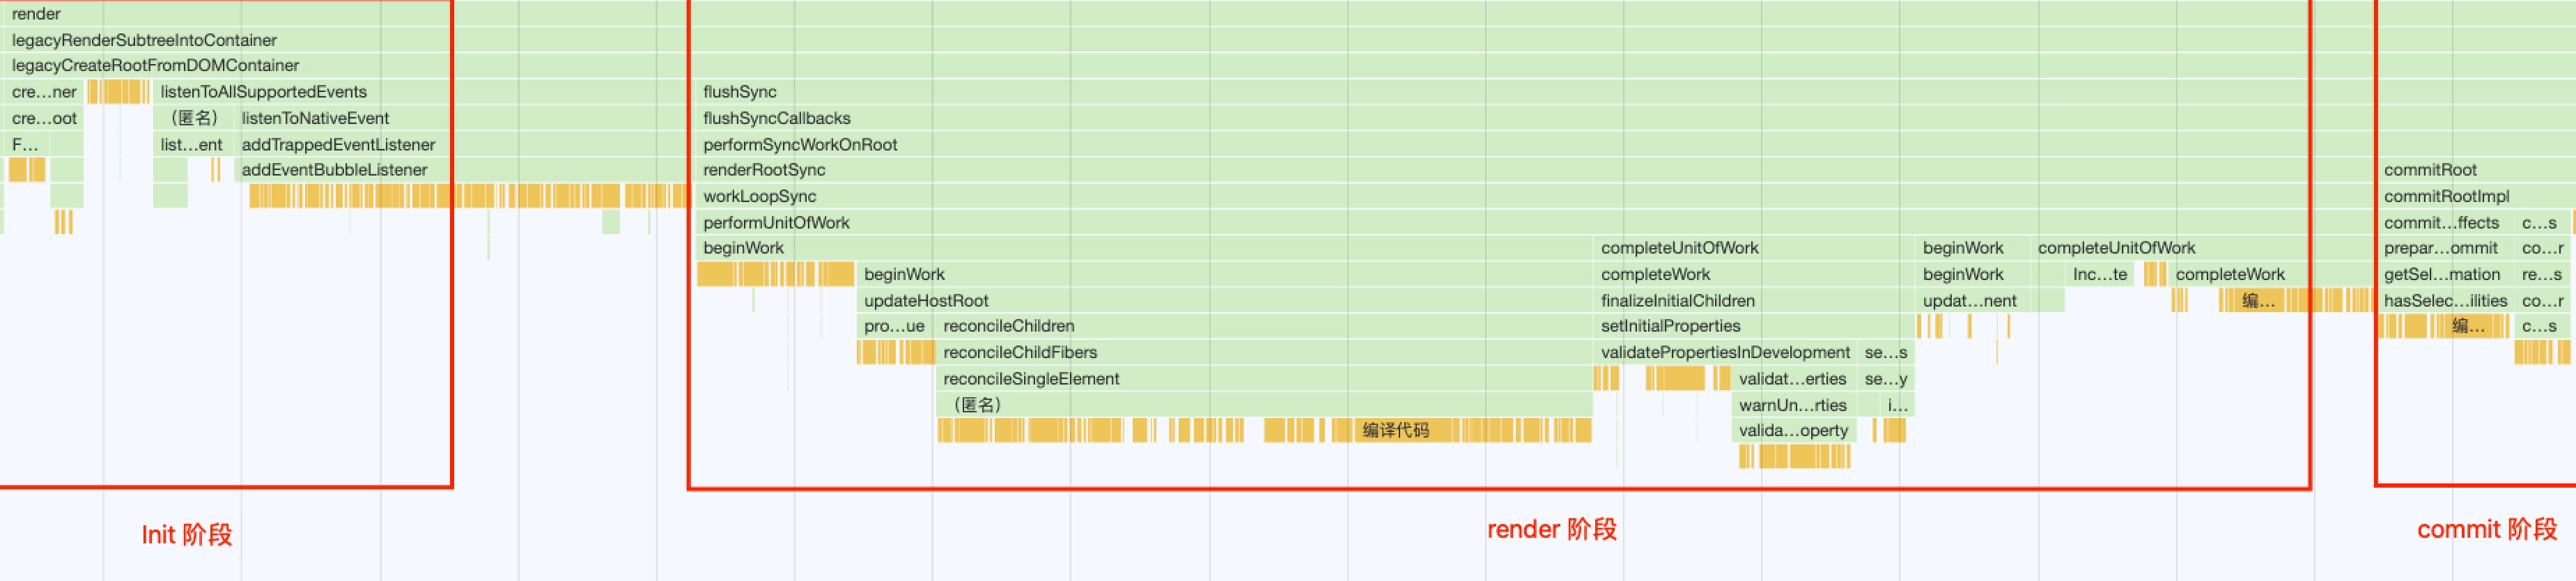 render
legacyRenderSubtreeIntoContainer
legacyCreateRootFromDOMContainer
cre…ner listenToAllSupportedEvents flushSync
cre…oot （匿名） listenToNativeEvent flushSyncCallbacks
F… list…ent addTrappedEventListener performSyncWorkOnRoot
addEventBubbleListener renderRootSync commitRoot
workLoopSync commitRootImpl
performUnitOfWork commit…ffects c…s
beginWork completeUnitOfWork beginWork completeUnitOfWork prepar…ommit co…r
beginWork completeWork beginWork Inc…te completeWork getSel…mation re…s
updateHostRoot finalizeInitialChildren updat…nent 编… hasSelec…ilities co…r
pro…ue reconcileChildren setInitialProperties 编… c…s
reconcileChildFibers validatePropertiesInDevelopment se…s
reconcileSingleElement validat…erties se…y
（匿名） warnUn…rties i…
编译代码 valida…operty
Init 阶段 render 阶段 commit 阶段